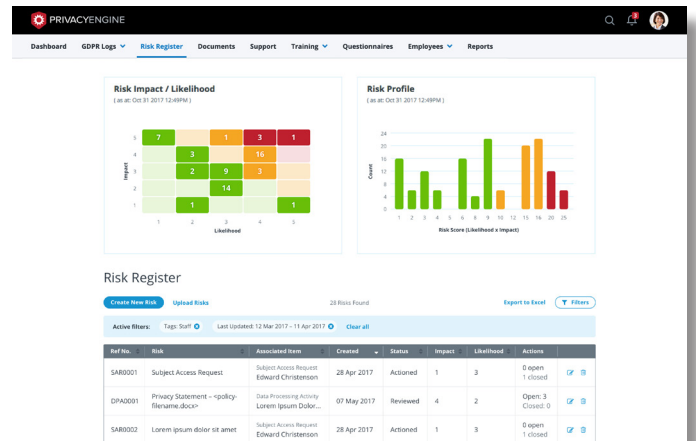 PRIVACYENGINE
3
Dashboard GDPR Logs Risk Register Documents Support Training Questionnaires Employees Reports
Risk Impact / Likelihood
( as at: Oct 31 2017 12:49PM )
Impact
5 7 1 3 1
4 3 16
3 2 9 3
2 14
1 1 1
1 2 3 4 5
Likelihood
Risk Profile
( as at: Oct 31 2017 12:49PM )
Count
24
20
16
12
8
4
0
1 2 3 4 5 6 8 9 10 12 15 16 20 25
Risk Score (Likelihood x Impact)
Risk Register
Create New Risk Upload Risks 28 Risks Found Export to Excel Filters
Active filters: Tags: Staff Last Updated: 12 Mar 2017 – 11 Apr 2017 Clear all
Ref No. Risk Associated Item Created Status Impact Likelihood Actions
SAR0001 Subject Access Request Subject Access Request Edward Christenson 28 Apr 2017 Actioned 1 3 0 open 1 closed
DPA0001 Privacy Statement – <policy-filename.docx> Data Processing Activity Lorem Ipsum Dolor... 07 May 2017 Reviewed 4 2 Open: 3 Closed: 0
SAR0002 Lorem ipsum dolor sit amet Subject Access Request Edward Christenson 28 Apr 2017 Actioned 1 3 0 open 1 closed